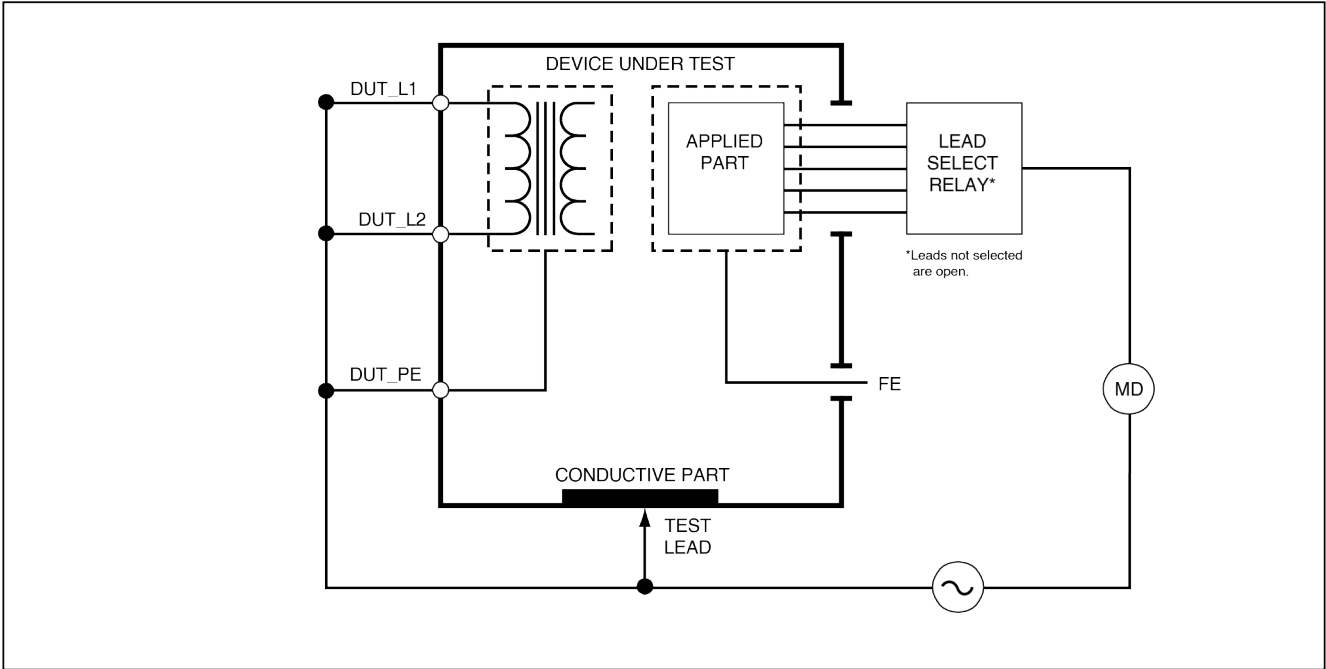 DEVICE UNDER TEST
DUT_L1
APPLIED
PART
LEAD
SELECT
RELAY*
DUT_L2
*Leads not selected
are open.
DUT_PE
FE
MD
CONDUCTIVE PART
TEST
LEAD